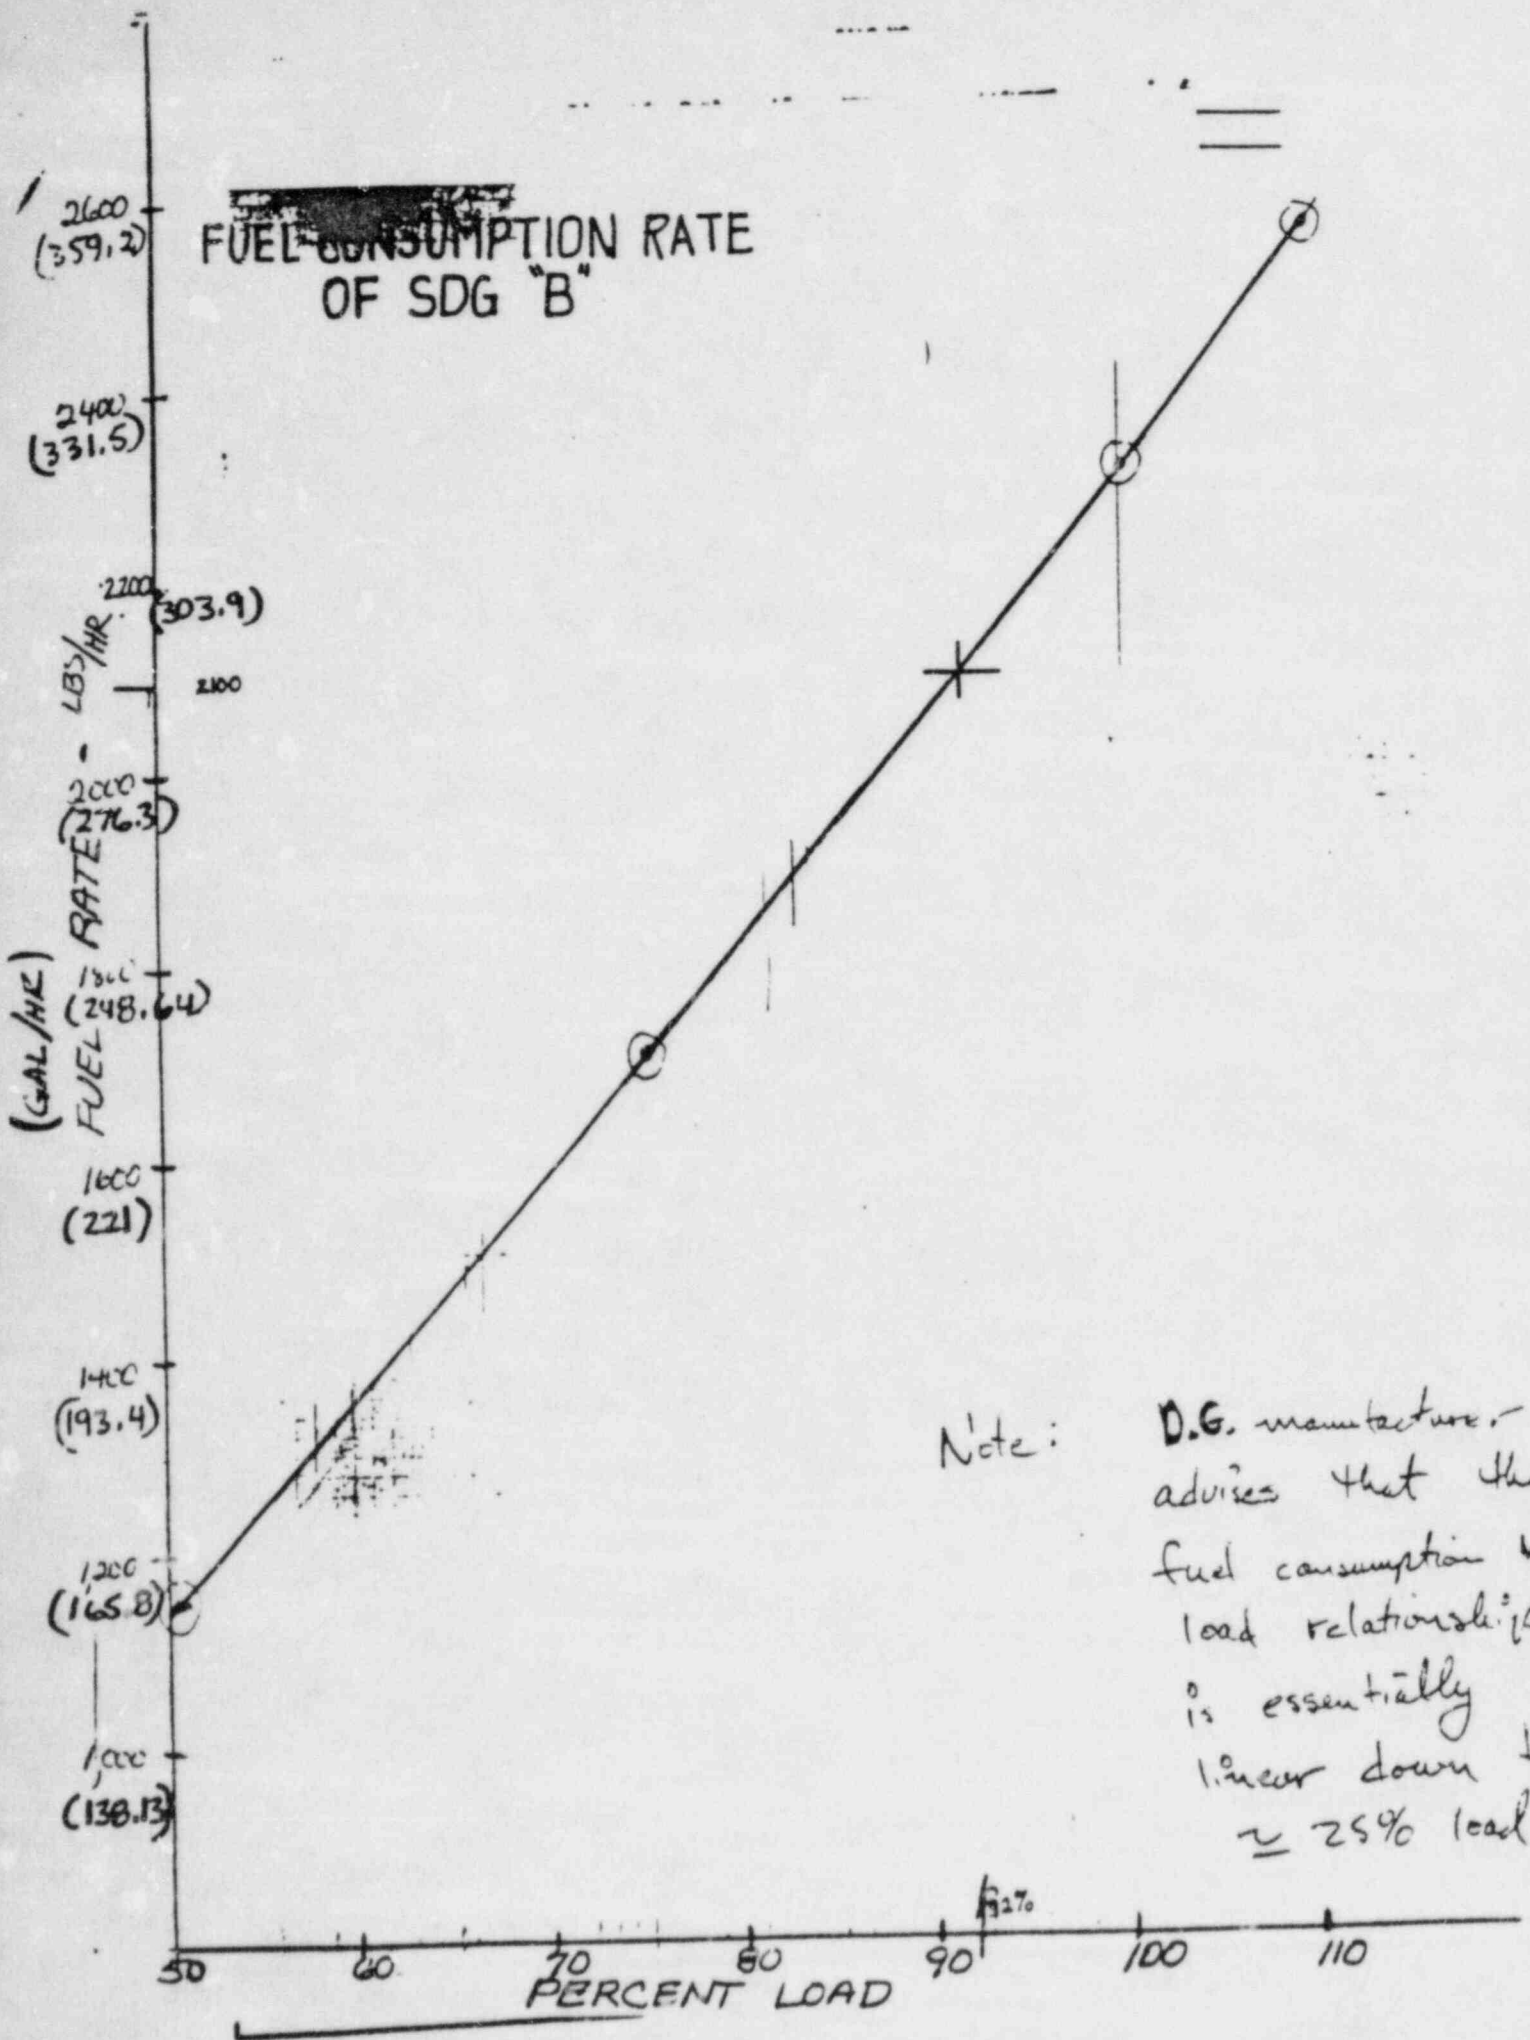 FUEL CONSUMPTION RATE
OF SDG "B"
2600
(359.2)
2400
(331.5)
2200
(303.9)
2100
2000
(276.3)
1800
(248.64)
1600
(221)
1400
(193.4)
1,200
(165.8)
1,000
(138.13)
(GAL/HR)
FUEL RATE - LBS/HR
Note: D.G. manufacturer
advises that
fuel consumption
load relationship
is essentially
linear down
≃ 25% load
92%
50 60 70 80 90 100 110
PERCENT LOAD